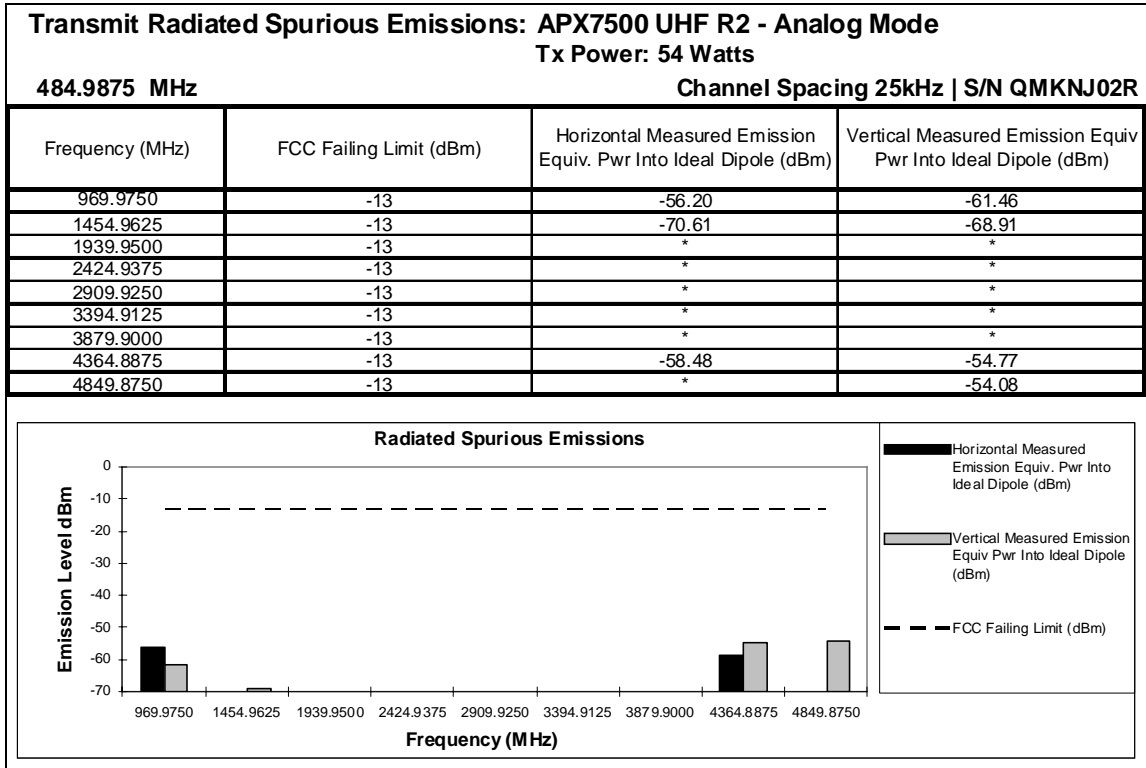 Transmit Radiated Spurious Emissions: APX7500 UHF R2 - Analog Mode
Tx Power: 54 Watts
484.9875 MHz Channel Spacing 25kHz | S/N QMKNJ02R
Frequency (MHz) FCC Failing Limit (dBm) Horizontal Measured Emission Equiv. Pwr Into Ideal Dipole (dBm) Vertical Measured Emission Equiv Pwr Into Ideal Dipole (dBm)
969.9750 -13 -56.20 -61.46
1454.9625 -13 -70.61 -68.91
1939.9500 -13 * *
2424.9375 -13 * *
2909.9250 -13 * *
3394.9125 -13 * *
3879.9000 -13 * *
4364.8875 -13 -58.48 -54.77
4849.8750 -13 * -54.08
Radiated Spurious Emissions
Emission Level dBm
0
-10
-20
-30
-40
-50
-60
-70
969.9750 1454.9625 1939.9500 2424.9375 2909.9250 3394.9125 3879.9000 4364.8875 4849.8750
Frequency (MHz)
Horizontal Measured
Emission Equiv. Pwr Into
Ideal Dipole (dBm)
Vertical Measured Emission
Equiv Pwr Into Ideal Dipole
(dBm)
FCC Failing Limit (dBm)